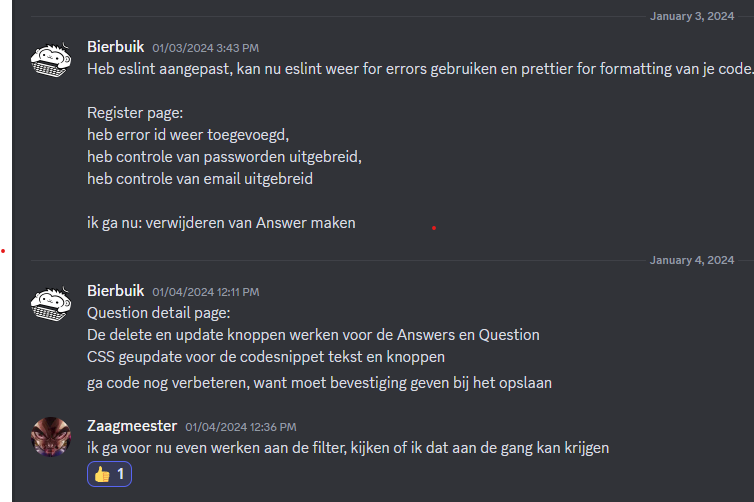 January 3, 2024
Bierbuik 01/03/2024 3:43 PM
Heb eslint aangepast, kan nu eslint weer for errors gebruiken en prettier for formatting van je code.
Register page:
heb error id weer toegevoegd,
heb controle van passworden uitgebreid,
heb controle van email uitgebreid
ik ga nu: verwijderen van Answer maken
January 4, 2024
Bierbuik 01/04/2024 12:11 PM
Question detail page:
De delete en update knoppen werken voor de Answers en Question
CSS geupdate voor de codesnippet tekst en knoppen
ga code nog verbeteren, want moet bevestiging geven bij het opslaan
Zaagmeester 01/04/2024 12:36 PM
ik ga voor nu even werken aan de filter, kijken of ik dat aan de gang kan krijgen
👍 1